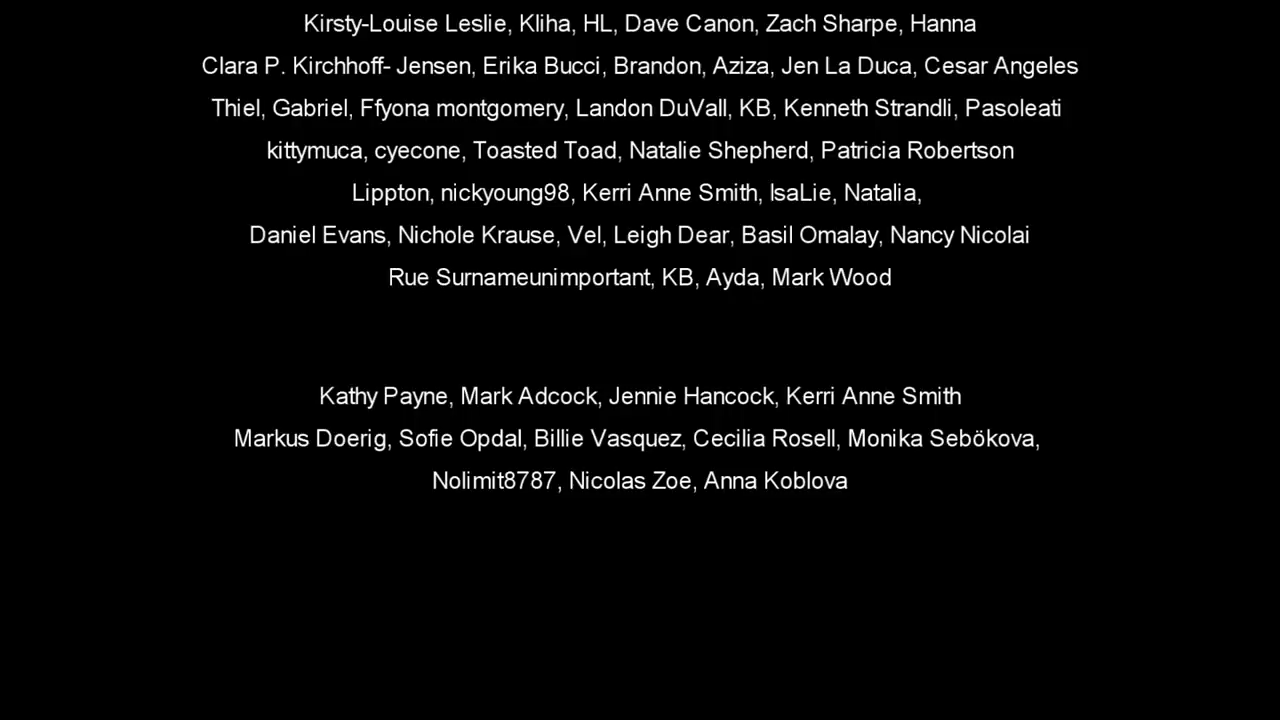 Kirsty-Louise Leslie, Kliha, HL, Dave Canon, Zach Sharpe, Hanna
Clara P. Kirchhoff- Jensen, Erika Bucci, Brandon, Aziza, Jen La Duca, Cesar Angeles
Thiel, Gabriel, Ffyona montgomery, Landon DuVall, KB, Kenneth Strandli, Pasoleati
kittymuca, cyecone, Toasted Toad, Natalie Shepherd, Patricia Robertson
Lippton, nickyoung98, Kerri Anne Smith, IsaLie, Natalia,
Daniel Evans, Nichole Krause, Vel, Leigh Dear, Basil Omalay, Nancy Nicolai
Rue Surnameunimportant, KB, Ayda, Mark Wood
Kathy Payne, Mark Adcock, Jennie Hancock, Kerri Anne Smith
Markus Doerig, Sofie Opdal, Billie Vasquez, Cecilia Rosell, Monika Sebökova,
Nolimit8787, Nicolas Zoe, Anna Koblova